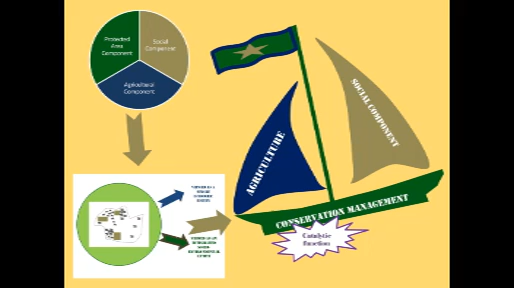 Protected
Area
Component
Social
Component
Agricultural
Component
AGRICULTURE
SOCIAL COMPONENT
CONSERVATION MANAGEMENT
Catalytic
function